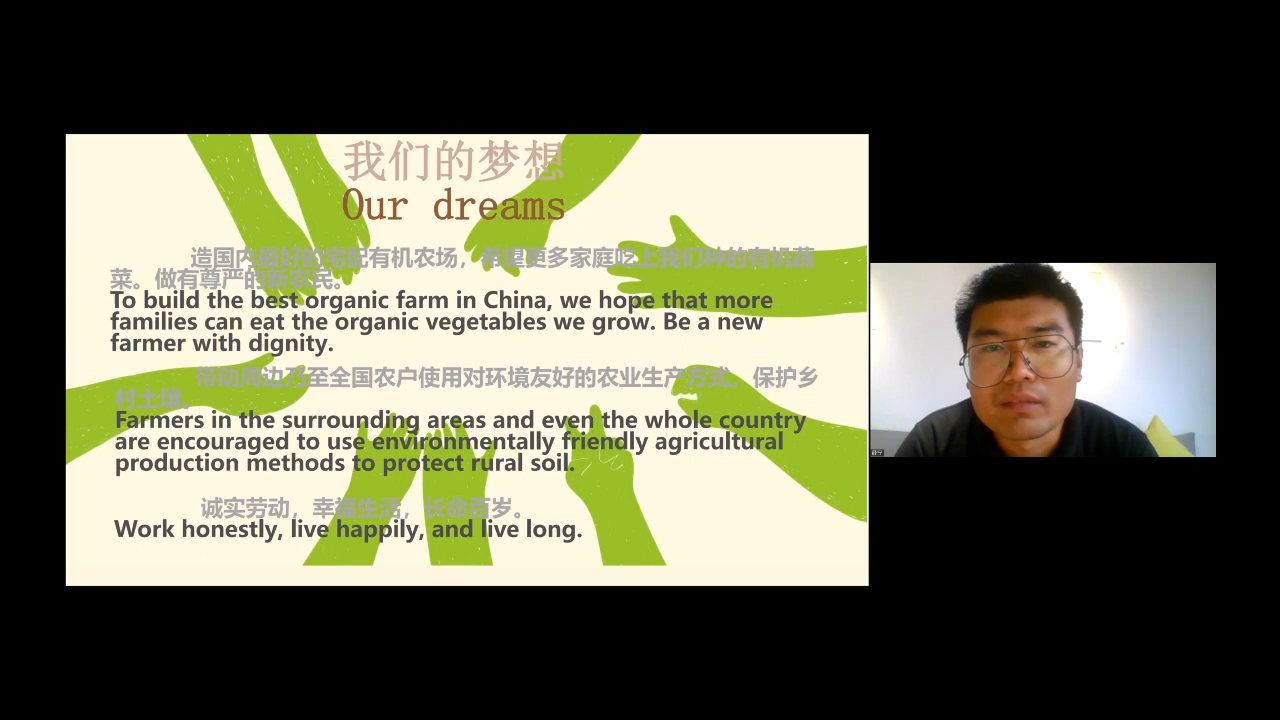 我们的梦想
Our dreams
造国内最好的宅配有机农场，希望更多家庭吃上我们种的有机蔬
菜。做有尊严的新农民。
To build the best organic farm in China, we hope that more
families can eat the organic vegetables we grow. Be a new
farmer with dignity.
带动周边乃至全国农户使用对环境友好的农业生产方式。保护乡
村土壤。
Farmers in the surrounding areas and even the whole country
are encouraged to use environmentally friendly agricultural
production methods to protect rural soil.
诚实劳动，幸福生活，长命百岁。
Work honestly, live happily, and live long.